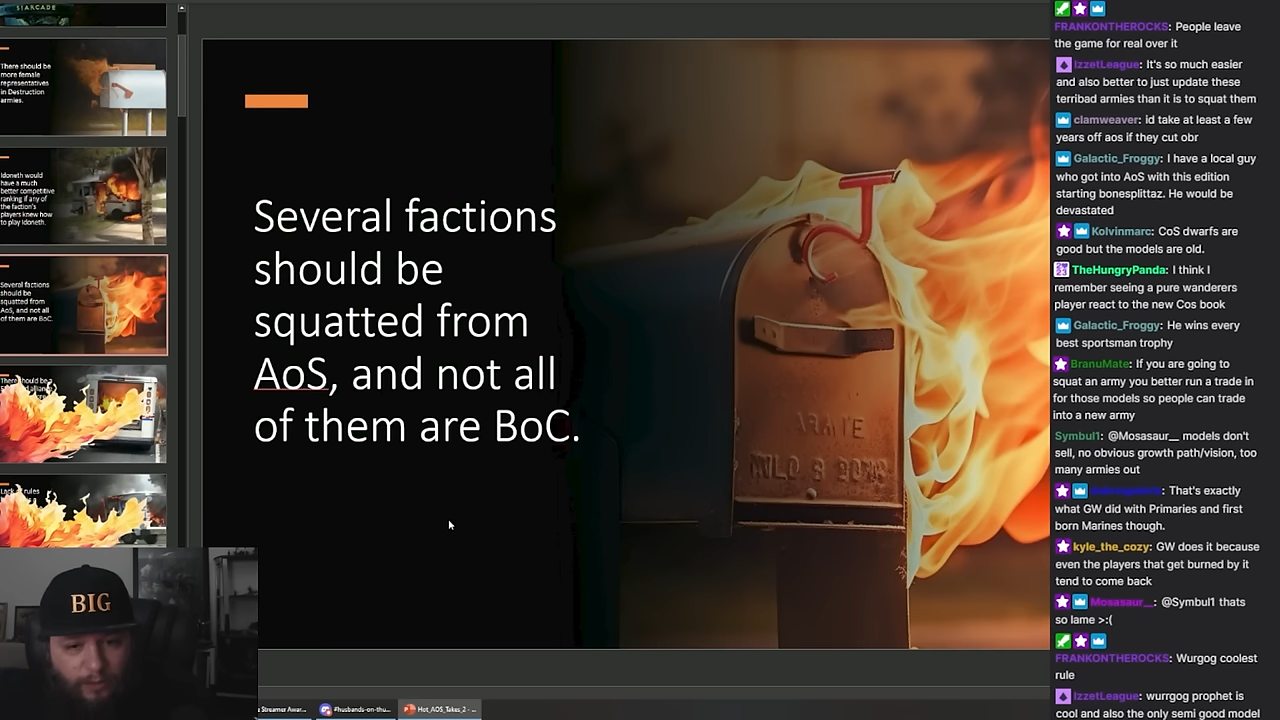 STARCADE
There should be
more female
representatives
in Destruction
armies.
Idoneth would
have a much
better competitive
ranking if any of
the faction's
players knew how
to play Idoneth.
Several factions
should be
squatted from
AoS, and not all
of them are BoC.
There should be a
Lack of rules
Several factions
should be
squatted from
AoS, and not all
of them are BoC.
BIG
Streamer Awar...
#husbands-on-thu...
Hot_AOS_Takes_2 - ...
FRANKONTHEROCKS: People leave
the game for real over it
IzzetLeague: It's so much easier
and also better to just update these
terribad armies than it is to squat them
clamweaver: id take at least a few
years off aos if they cut obr
Galactic_Froggy: I have a local guy
who got into AoS with this edition
starting bonesplittaz. He would be
devastated
Kolvinmarc: CoS dwarfs are
good but the models are old.
TheHungryPanda: I think I
remember seeing a pure wanderers
player react to the new Cos book
Galactic_Froggy: He wins every
best sportsman trophy
BranuMate: If you are going to
squat an army you better run a trade in
for those models so people can trade
into a new army
Symbul1: @Mosasaur__ models don't
sell, no obvious growth path/vision, too
many armies out
: That's exactly
what GW did with Primaries and first
born Marines though.
kyle_the_cozy: GW does it because
even the players that get burned by it
tend to come back
Mosasaur__: @Symbul1 thats
so lame >:(
FRANKONTHEROCKS: Wurgog coolest
rule
IzzetLeague: wurrgog prophet is
cool and also the only semi good model